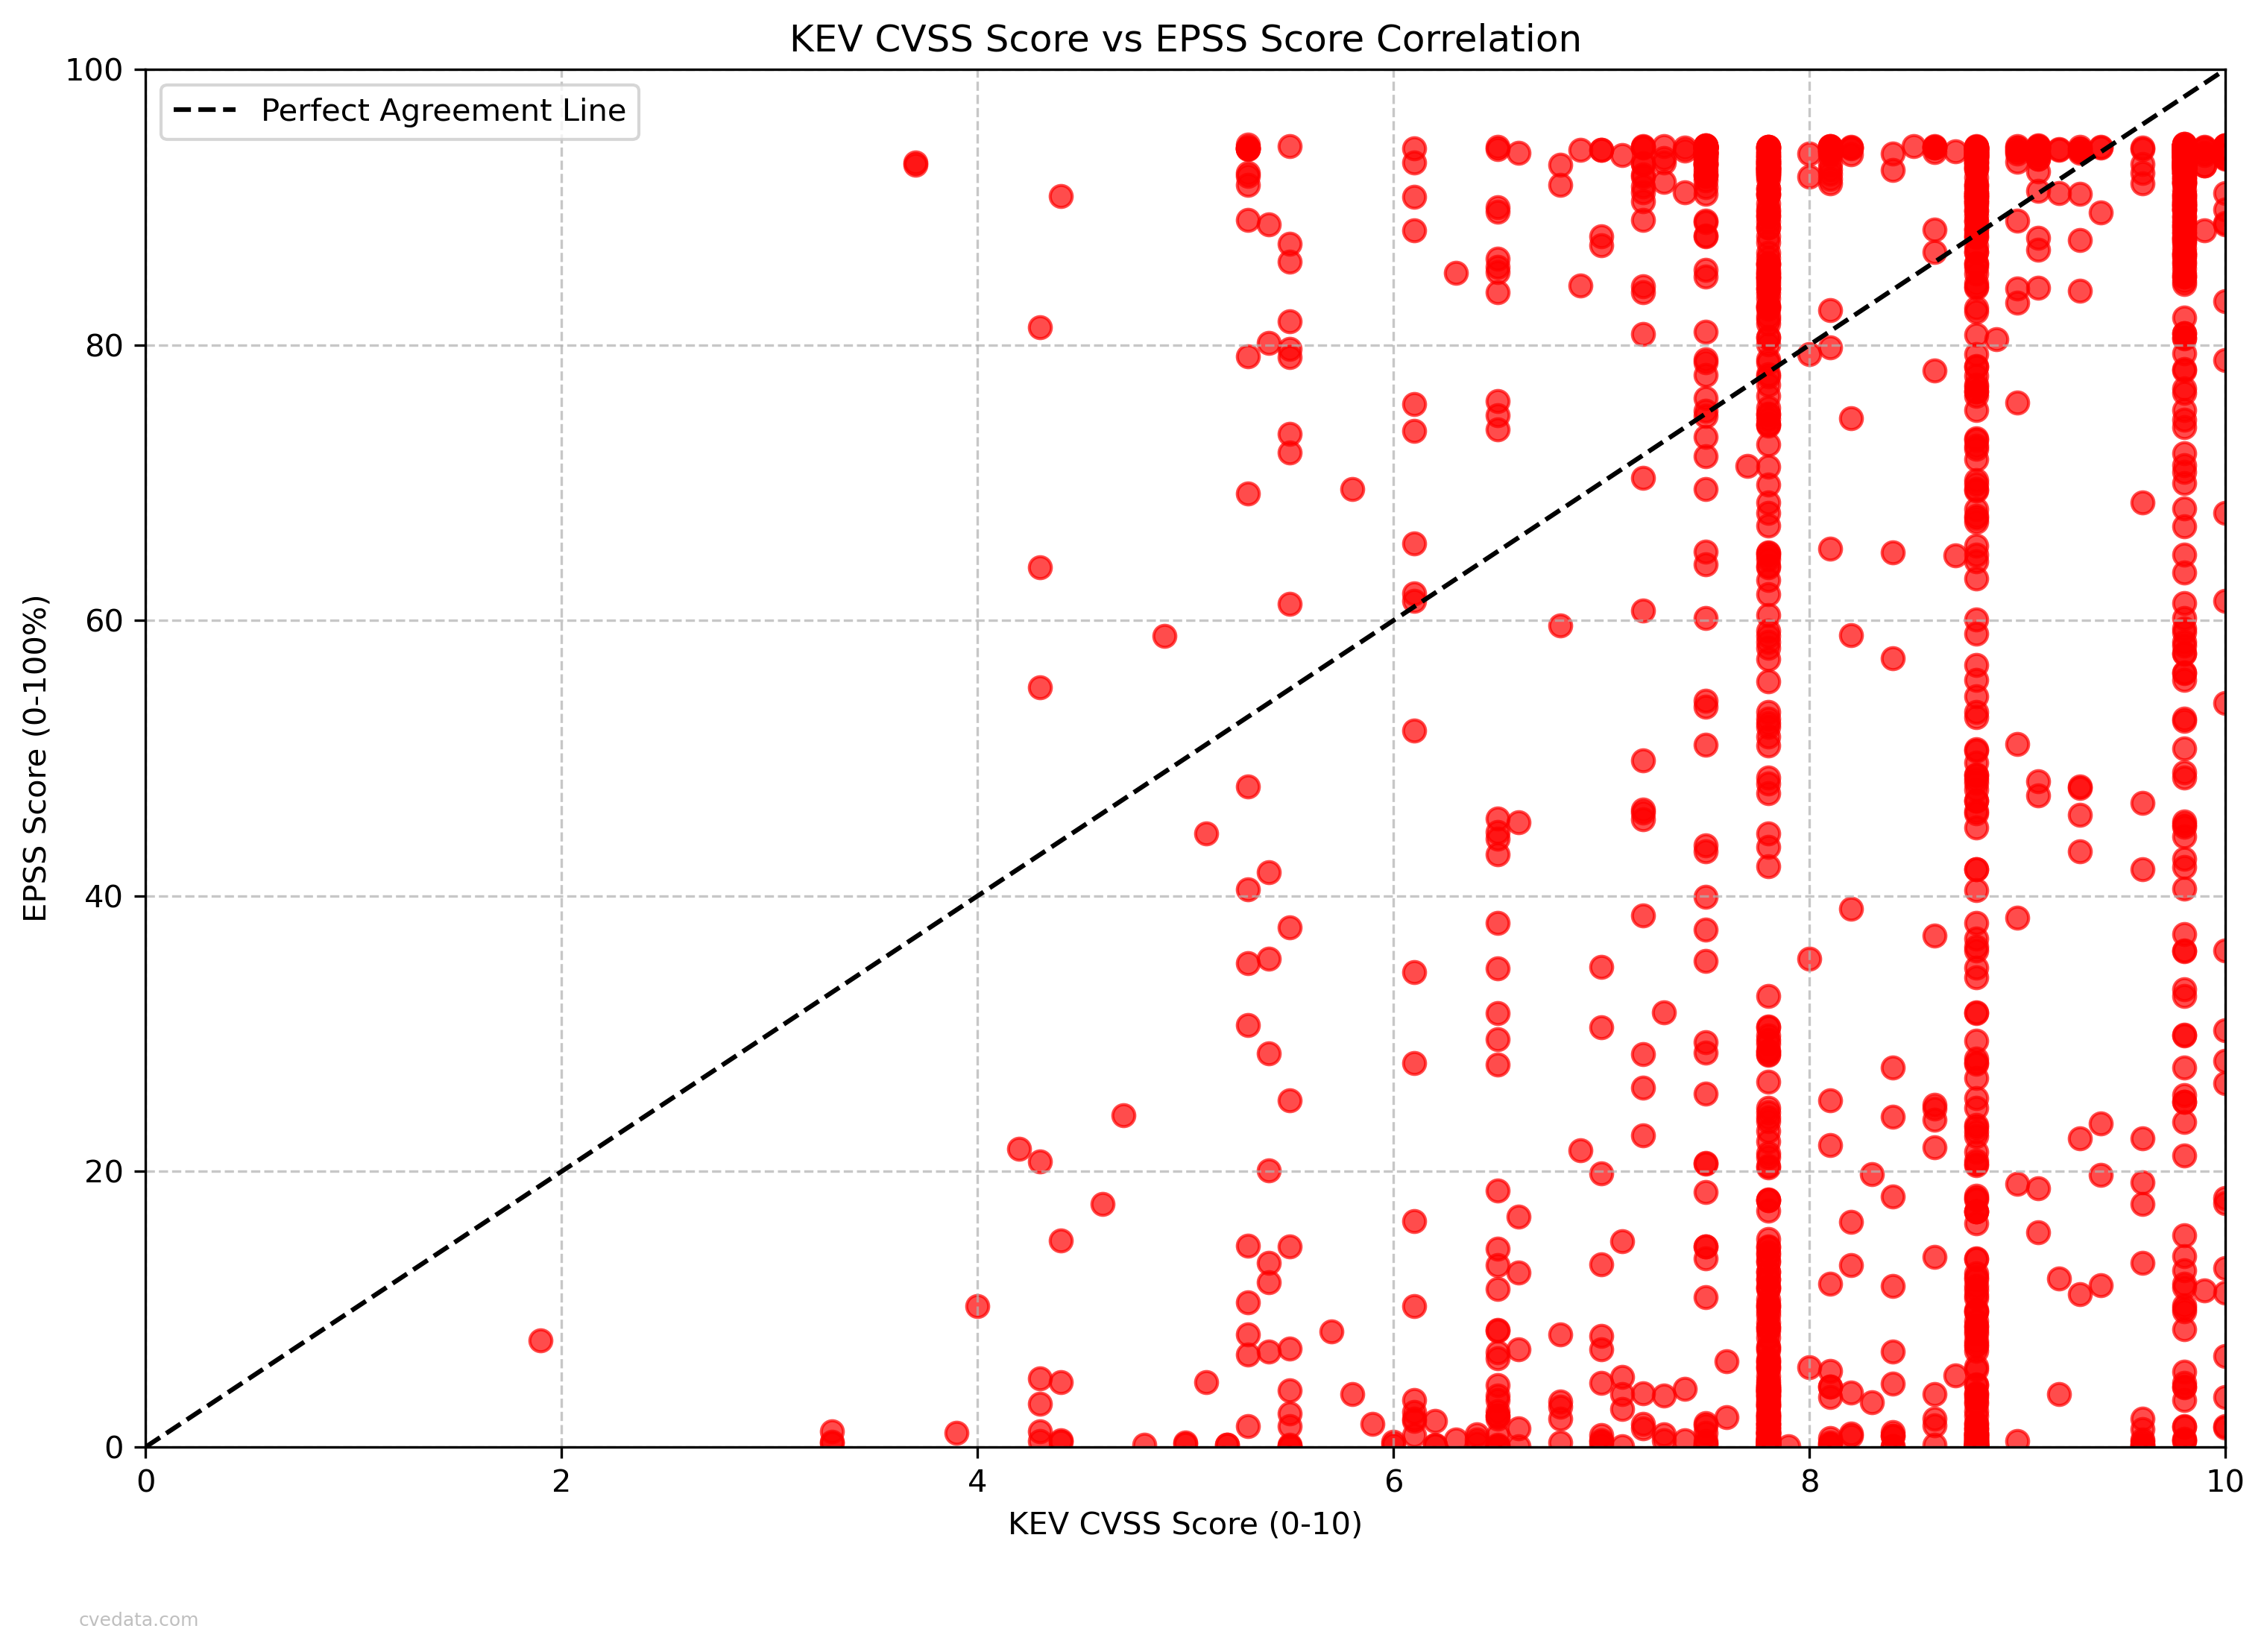 KEV CVSS Score vs EPSS Score Correlation
100
Perfect Agreement Line
80
60
40
20
0
EPSS Score (0-100%)
0 2 4 6 8 10
KEV CVSS Score (0-10)
cvedata.com